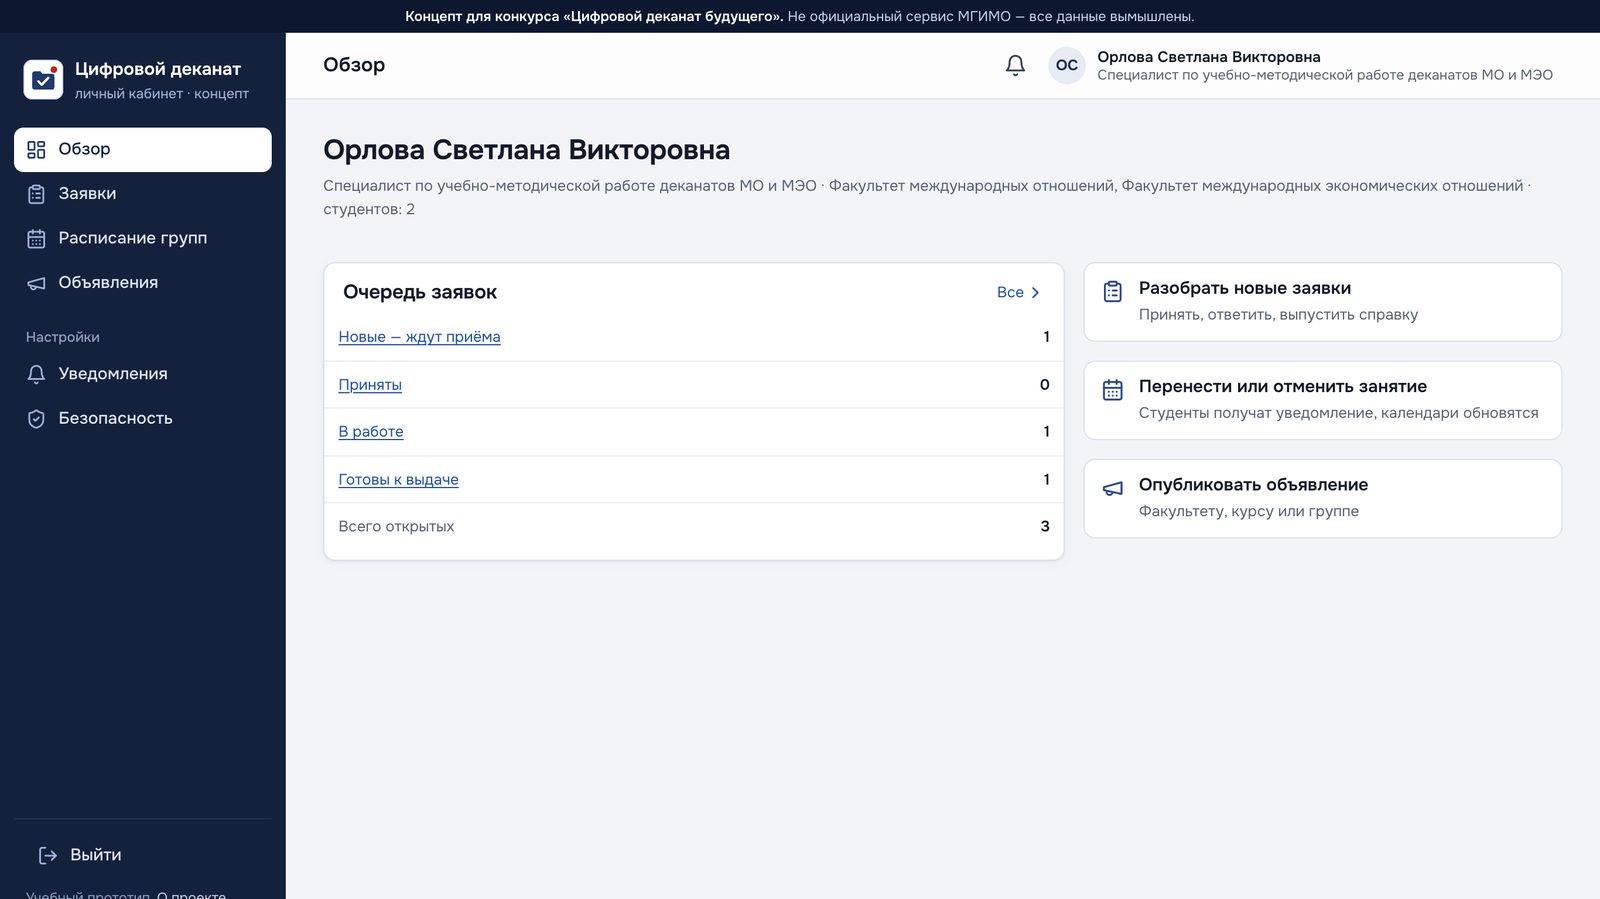 Концепт для конкурса «Цифровой деканат будущего». Не официальный сервис МГИМО — все данные вымышлены.
Цифровой деканат
личный кабинет · концепт
Обзор
Заявки
Расписание групп
Объявления
Настройки
Уведомления
Безопасность
Выйти
Учебный прототип. О проекте
Обзор
ОС
Орлова Светлана Викторовна
Специалист по учебно-методической работе деканатов МО и МЭО
Орлова Светлана Викторовна
Специалист по учебно-методической работе деканатов МО и МЭО · Факультет международных отношений, Факультет международных экономических отношений ·
студентов: 2
Очередь заявок
Все
Новые — ждут приёма 1
Приняты 0
В работе 1
Готовы к выдаче 1
Всего открытых 3
Разобрать новые заявки
Принять, ответить, выпустить справку
Перенести или отменить занятие
Студенты получат уведомление, календари обновятся
Опубликовать объявление
Факультету, курсу или группе